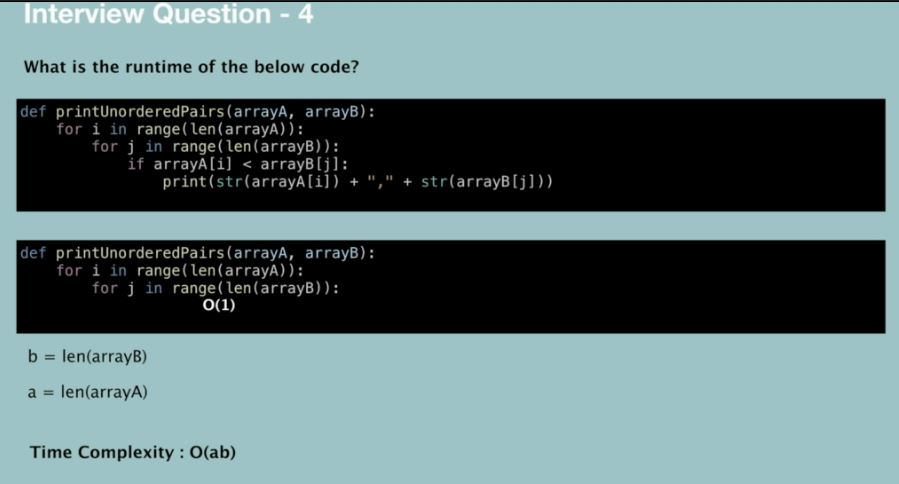 Interview Question - 4
What is the runtime of the below code?
def printUnorderedPairs(arrayA, arrayB):
    for i in range(len(arrayA)):
        for j in range(len(arrayB)):
            if arrayA[i] < arrayB[j]:
                print(str(arrayA[i]) + "," + str(arrayB[j]))
def printUnorderedPairs(arrayA, arrayB):
    for i in range(len(arrayA)):
        for j in range(len(arrayB)):
O(1)
b = len(arrayB)
a = len(arrayA)
Time Complexity : O(ab)